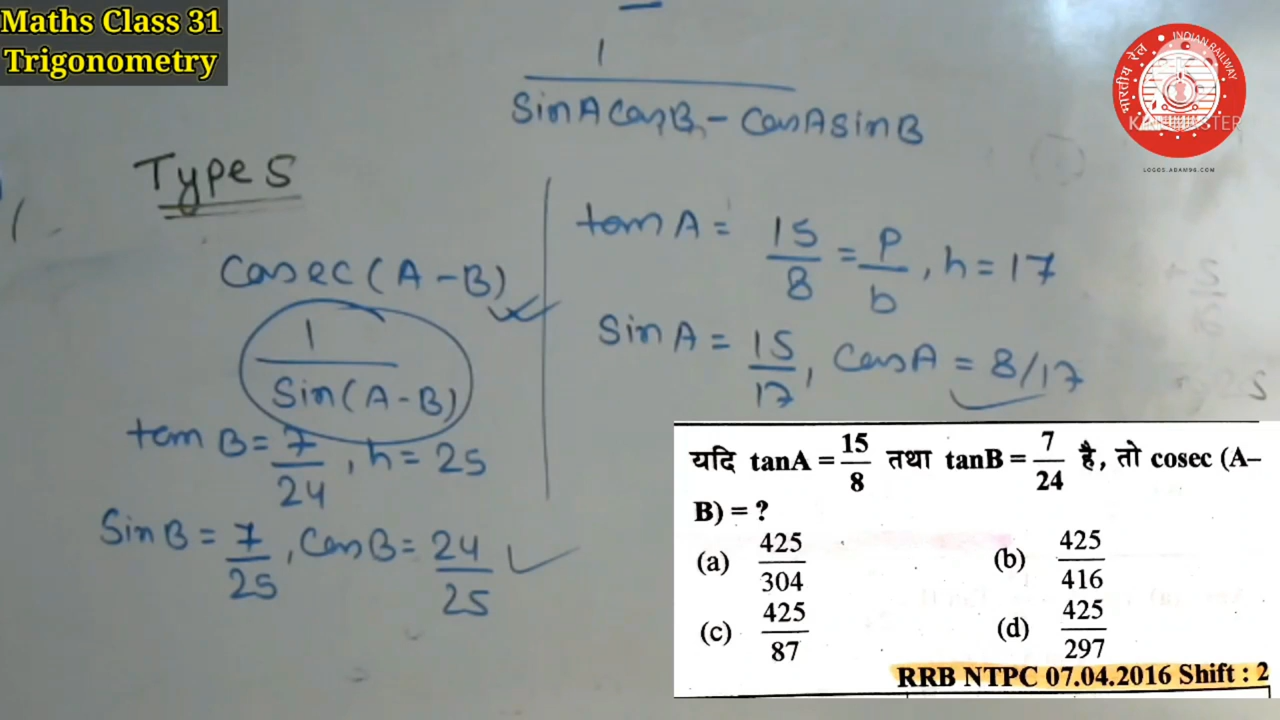 Maths Class 31
Trigonometry
1
SinA CosB - CosA sinB
Type 5
Cosec(A-B)
1
Sin(A-B)
tan B = 7/24, h = 25
Sin B = 7/25, Cos B = 24/25
tan A = 15/8 = P/b, h = 17
Sin A = 15/17, Cos A = 8/17
भारतीय रेल INDIAN RAILWAY
LOGOS.ADAM96.COM
यदि tanA = 15/8 तथा tanB = 7/24 है, तो cosec (A–
B) = ?
(a) 425/304
(b) 425/416
(c) 425/87
(d) 425/297
RRB NTPC 07.04.2016 Shift : 2